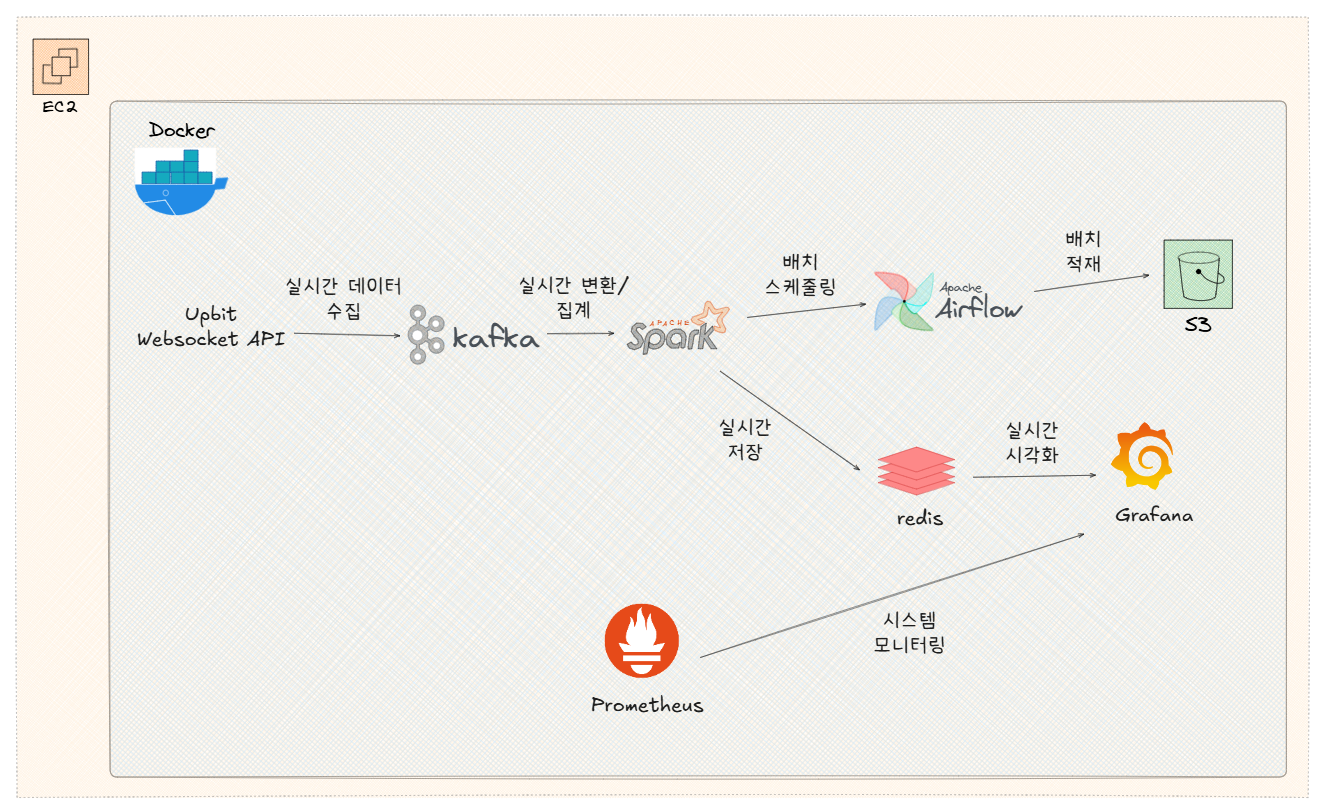 EC2
Docker
Upbit
Websocket API
실시간 데이터
수집
kafka
실시간 변환/
집계
APACHE
Spark
배치
스케줄링
Apache
Airflow
배치
적재
S3
실시간
저장
redis
실시간
시각화
Grafana
시스템
모니터링
Prometheus